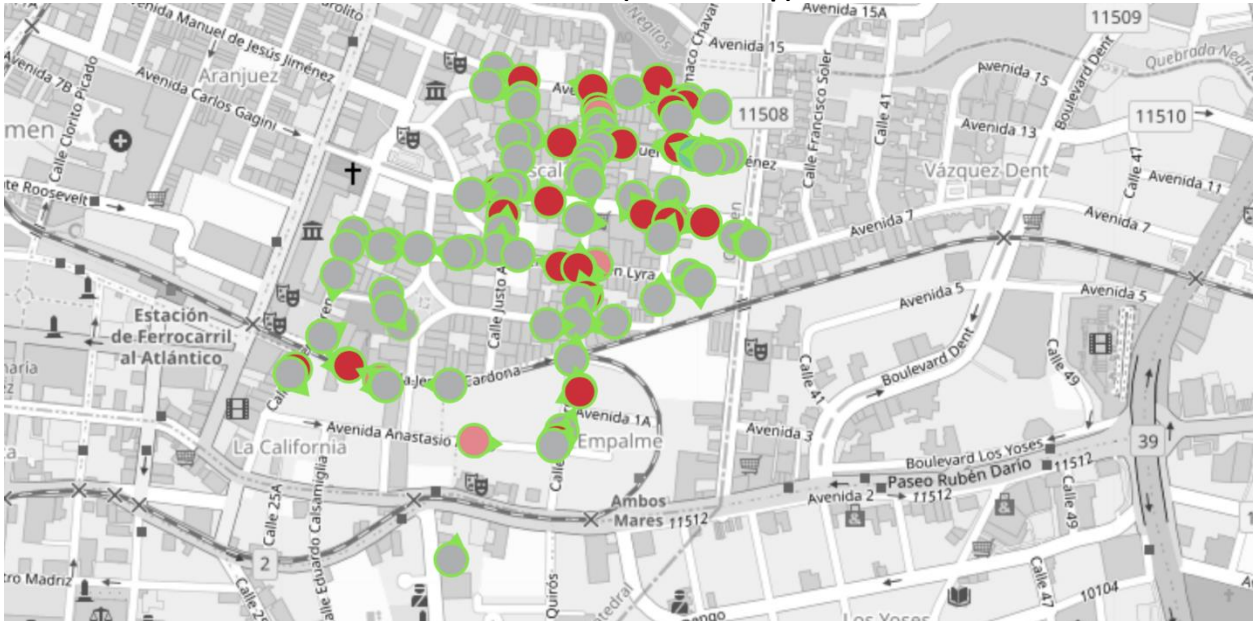 Avenida 15A
11509
Avenida Manuel de Jesús Jiménez
Avenida 15
Quebrada
Avenida 7B
Aranjuez
Avenida Carlos Gagini
Calle Clorito Picado
Calle Francisco Soler
Calle 41
Avenida 15
Boulevard Dent
11508
11510
Avenida 13
Calle 47
Vázquez Dent
Avenida 11
Avenida 7
Avenida 7
Lyra
Avenida 5
Avenida 5
Estación
de Ferrocarril
al Atlántico
Calle Justo A
Boulevard Dent
Calle 49
Calle 41
Cardona
Avenida 1A
Avenida Anastasio
Empalme
Avenida 3
La California
39
Boulevard Los Yoses
Paseo Rubén Darío
11512
Avenida 2
11512
Calle 25A
Calle Eduardo Calsamiglia
Ambos
Mares
11512
Calle 49
2
Quirós
Calle 47
10104
Los Yoses